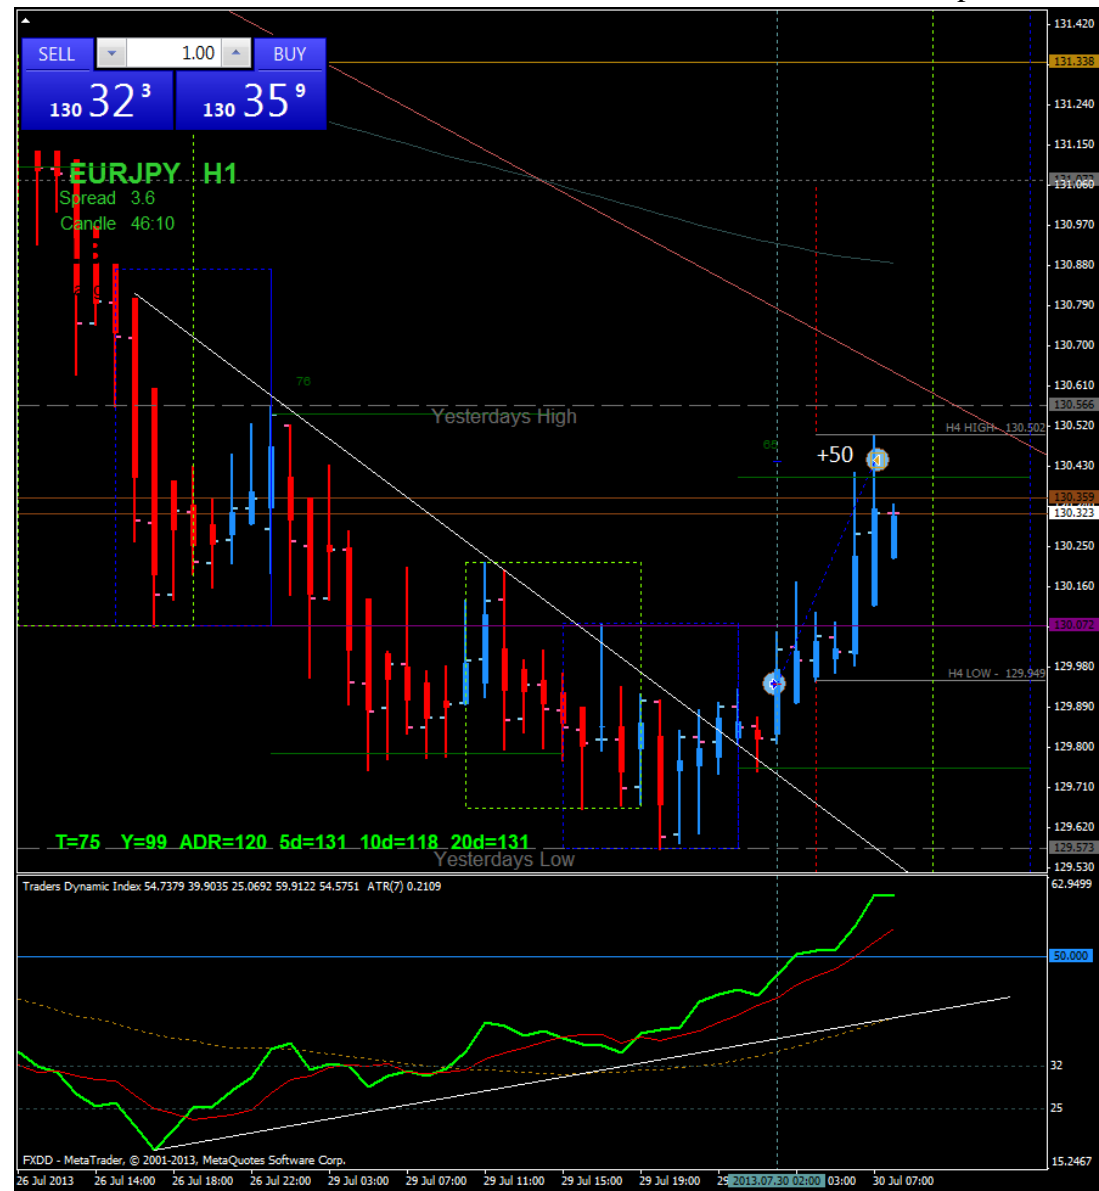 131.420
SELL 1.00 BUY
131.338
130 32 3 130 35 9
131.240
131.150
EURJPY H1
131.060
Spread 3.6
130.970
Candle 46:10
130.880
130.790
130.700
76
130.610
130.566
Yesterdays High
H4 HIGH - 130.502
130.520
65
+50
130.430
130.359
130.323
130.250
130.160
130.072
129.980
H4 LOW - 129.949
129.890
129.800
129.710
T=75 Y=99 ADR=120 5d=131 10d=118 20d=131
129.620
129.573
Yesterdays Low
129.530
Traders Dynamic Index 54.7379 39.9035 25.0692 59.9122 54.5751 ATR(7) 0.2109
62.9499
50.000
32
25
FXDD - MetaTrader, © 2001-2013, MetaQuotes Software Corp.
15.2467
26 Jul 2013 26 Jul 14:00 26 Jul 18:00 26 Jul 22:00 29 Jul 03:00 29 Jul 07:00 29 Jul 11:00 29 Jul 15:00 29 Jul 19:00 29 2013.07.30 02:00 03:00 30 Jul 07:00